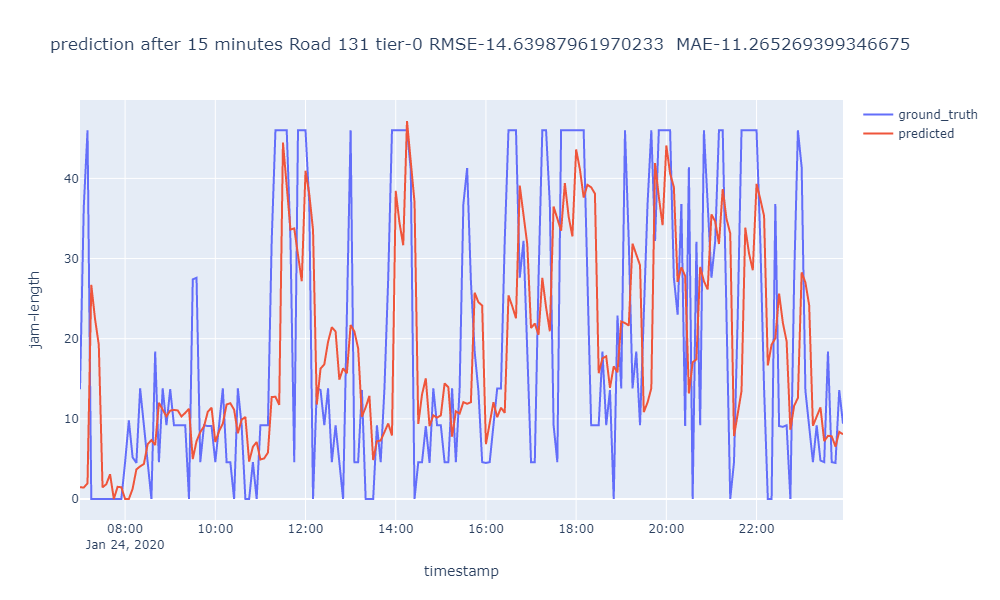 prediction after 15 minutes Road 131 tier-0 RMSE-14.63987961970233  MAE-11.265269399346675
ground_truth
predicted
40
30
20
10
0
jam-length
08:00 10:00 12:00 14:00 16:00 18:00 20:00 22:00
Jan 24, 2020
timestamp